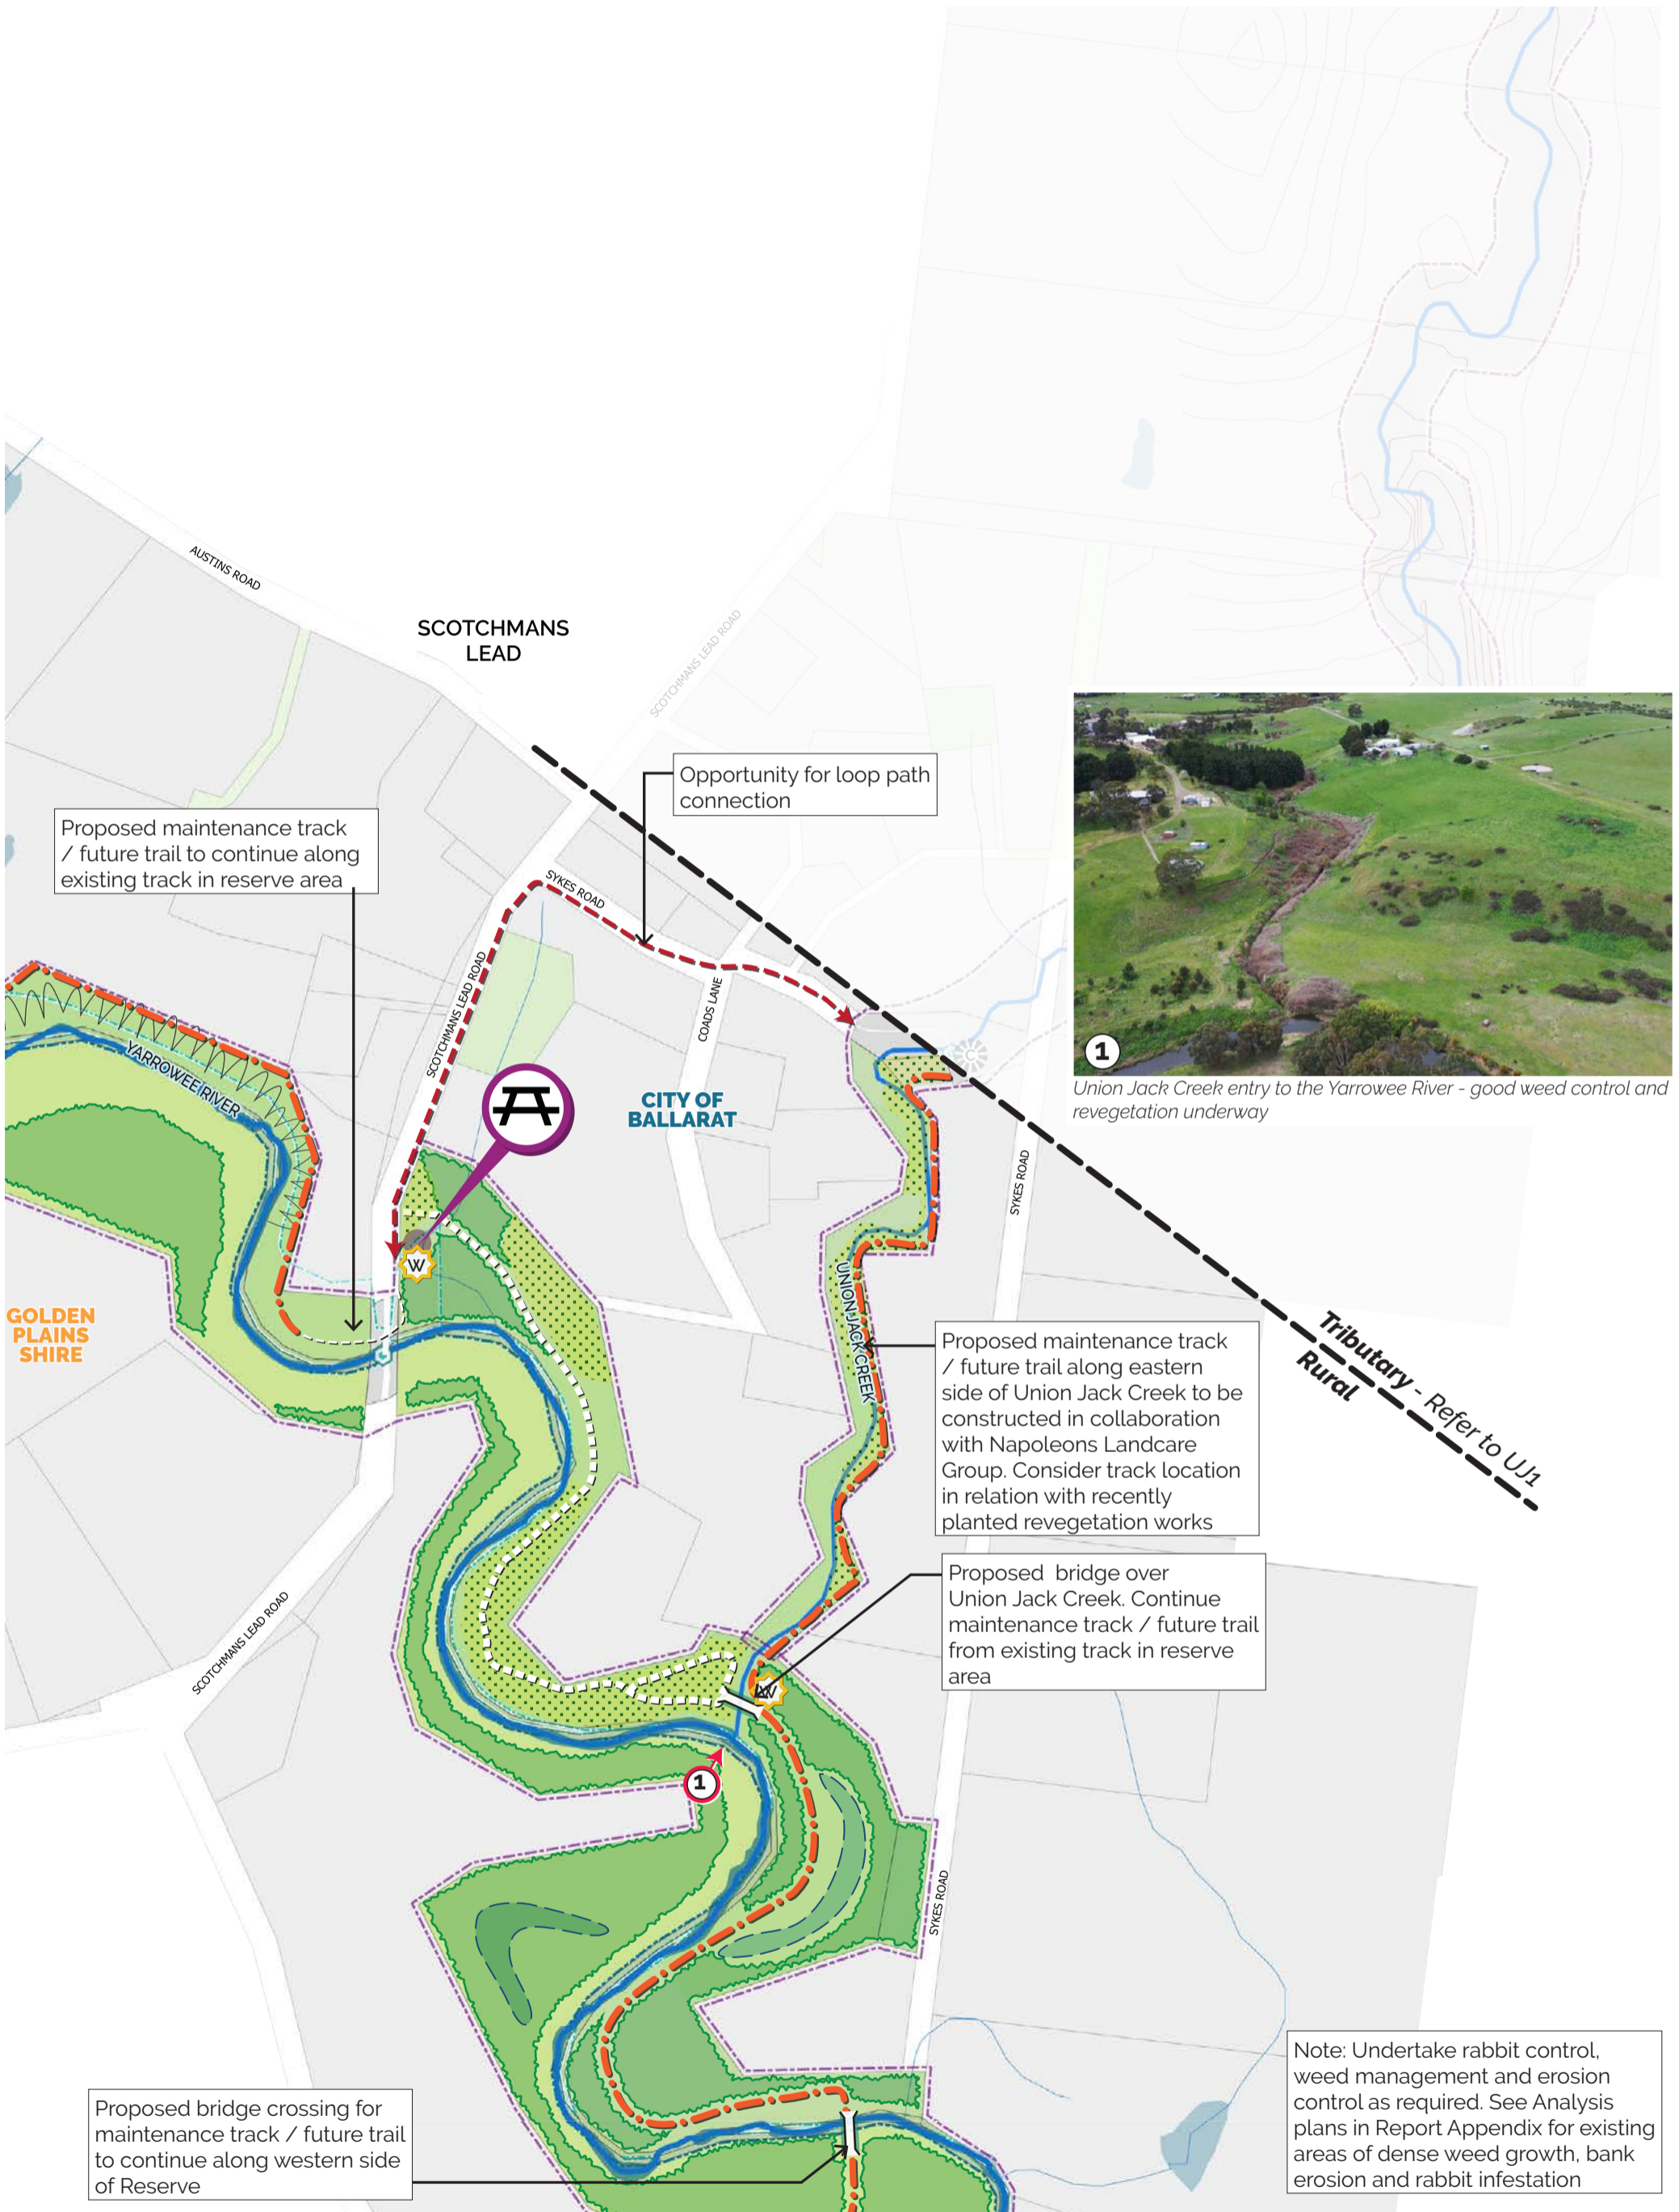 AUSTINS ROAD
SCOTCHMANS
LEAD
SCOTCHMANS LEAD ROAD
Opportunity for loop path
connection
Proposed maintenance track
/ future trail to continue along
existing track in reserve area
SYKES ROAD
SCOTCHMANS LEAD ROAD
COADS LANE
YARROWEE RIVER
CITY OF
BALLARAT
C
1
Union Jack Creek entry to the Yarrowee River - good weed control and
revegetation underway
SYKES ROAD
W
GOLDEN
PLAINS
SHIRE
UNION JACK CREEK
Tributary - Refer to UJ1
Rural
Proposed maintenance track
/ future trail along eastern
side of Union Jack Creek to be
constructed in collaboration
with Napoleons Landcare
Group. Consider track location
in relation with recently
planted revegetation works
Proposed bridge over
Union Jack Creek. Continue
maintenance track / future trail
from existing track in reserve
area
SCOTCHMANS LEAD ROAD
W
1
SYKES ROAD
Note: Undertake rabbit control,
weed management and erosion
control as required. See Analysis
plans in Report Appendix for existing
areas of dense weed growth, bank
erosion and rabbit infestation
Proposed bridge crossing for
maintenance track / future trail
to continue along western side
of Reserve